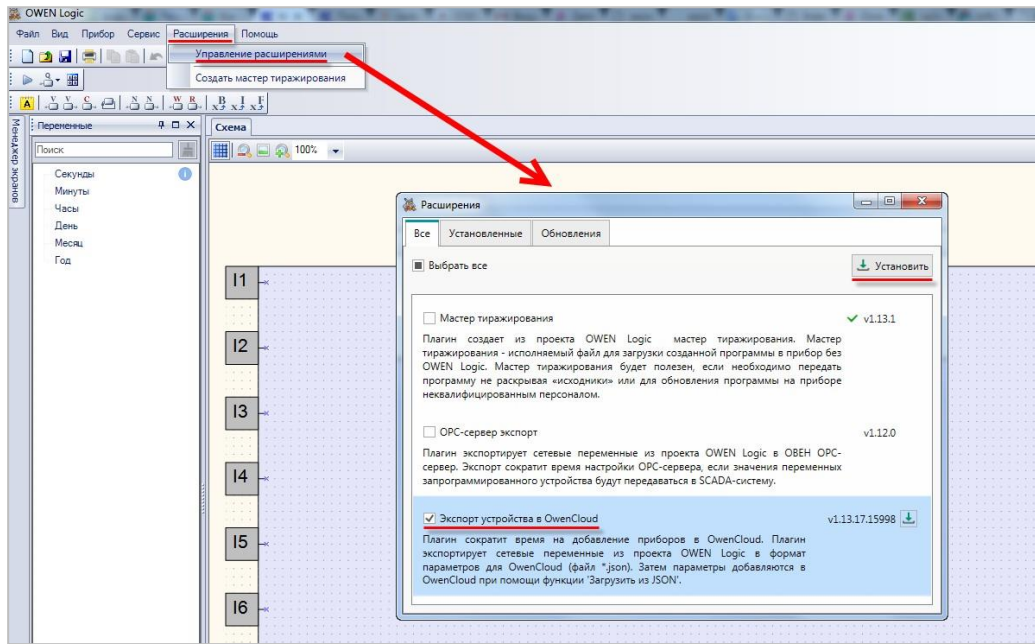 OWEN Logic
Файл Вид Прибор Сервис Расширения Помощь
Управление расширениями
Создать мастер тиражирования
Менеджер экранов
Переменные
Поиск
Секунды
Минуты
Часы
День
Месяц
Год
Схема
100%
I1
I2
I3
I4
I5
I6
Расширения
Все Установленные Обновления
Выбрать все
Установить
Мастер тиражирования v1.13.1
Плагин создает из проекта OWEN Logic мастер тиражирования. Мастер
тиражирования - исполняемый файл для загрузки созданной программы в прибор без
OWEN Logic. Мастер тиражирования будет полезен, если необходимо передать
программу не раскрывая «исходники» или для обновления программы на приборе
неквалифицированным персоналом.
OPC-сервер экспорт v1.12.0
Плагин экспортирует сетевые переменные из проекта OWEN Logic в ОВЕН OPC-
сервер. Экспорт сократит время настройки OPC-сервера, если значения переменных
запрограммированного устройства будут передаваться в SCADA-систему.
Экспорт устройства в OwenCloud v1.13.17.15998
Плагин сократит время на добавление приборов в OwenCloud. Плагин
экспортирует сетевые переменные из проекта OWEN Logic в формат
параметров для OwenCloud (файл *.json). Затем параметры добавляются в
OwenCloud при помощи функции 'Загрузить из JSON'.